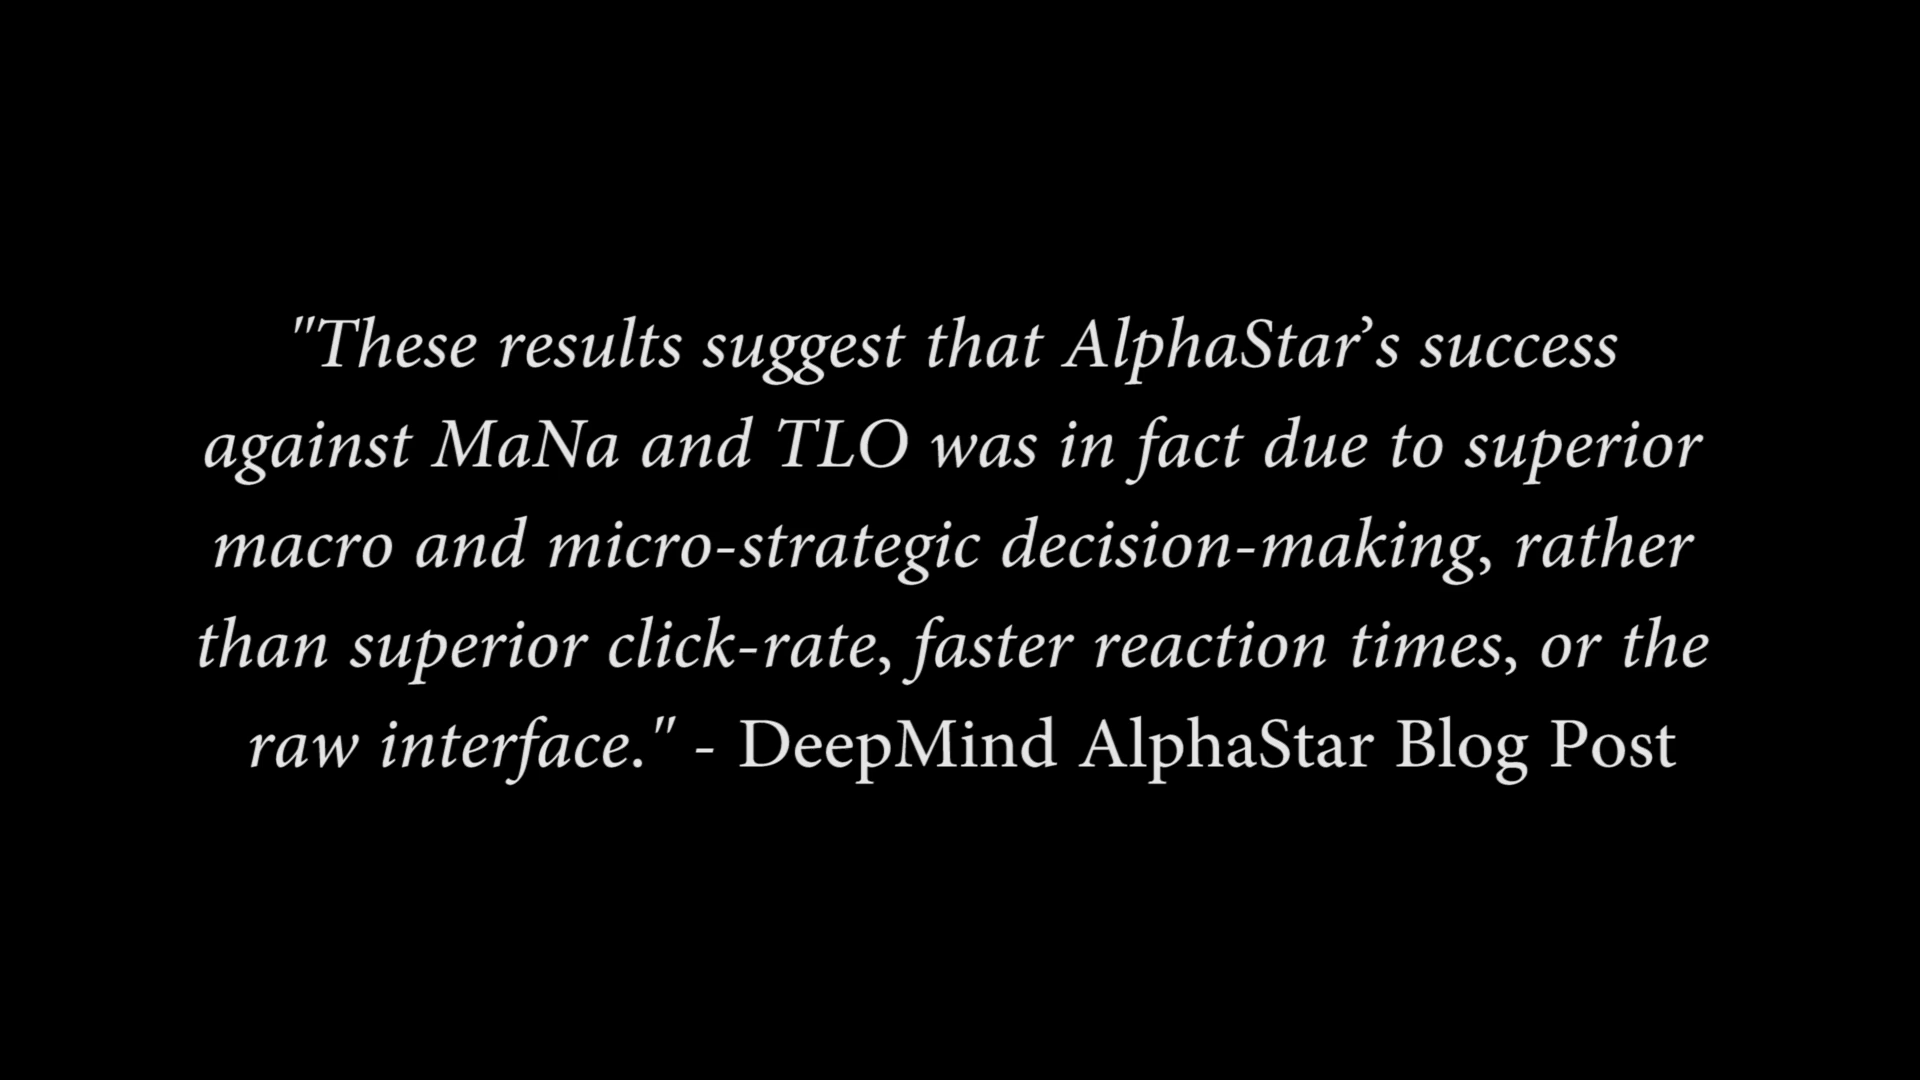 "These results suggest that AlphaStar’s success
against MaNa and TLO was in fact due to superior
macro and micro-strategic decision-making, rather
than superior click-rate, faster reaction times, or the
raw interface." - DeepMind AlphaStar Blog Post